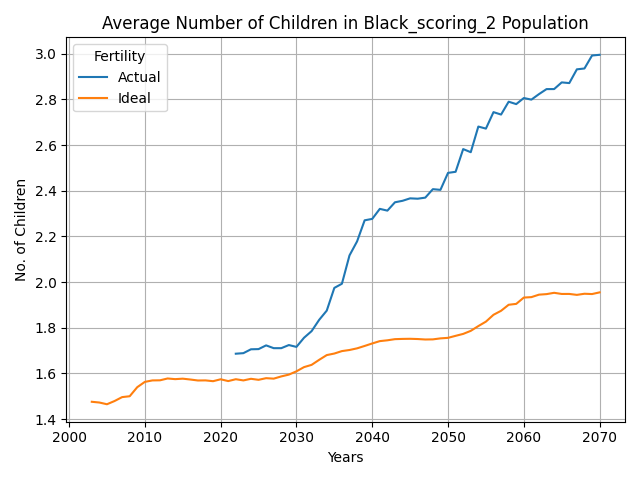 Average Number of Children in Black_scoring_2 Population
Fertility
Actual
Ideal
No. of Children
3.0
2.8
2.6
2.4
2.2
2.0
1.8
1.6
1.4
2000 2010 2020 2030 2040 2050 2060 2070
Years